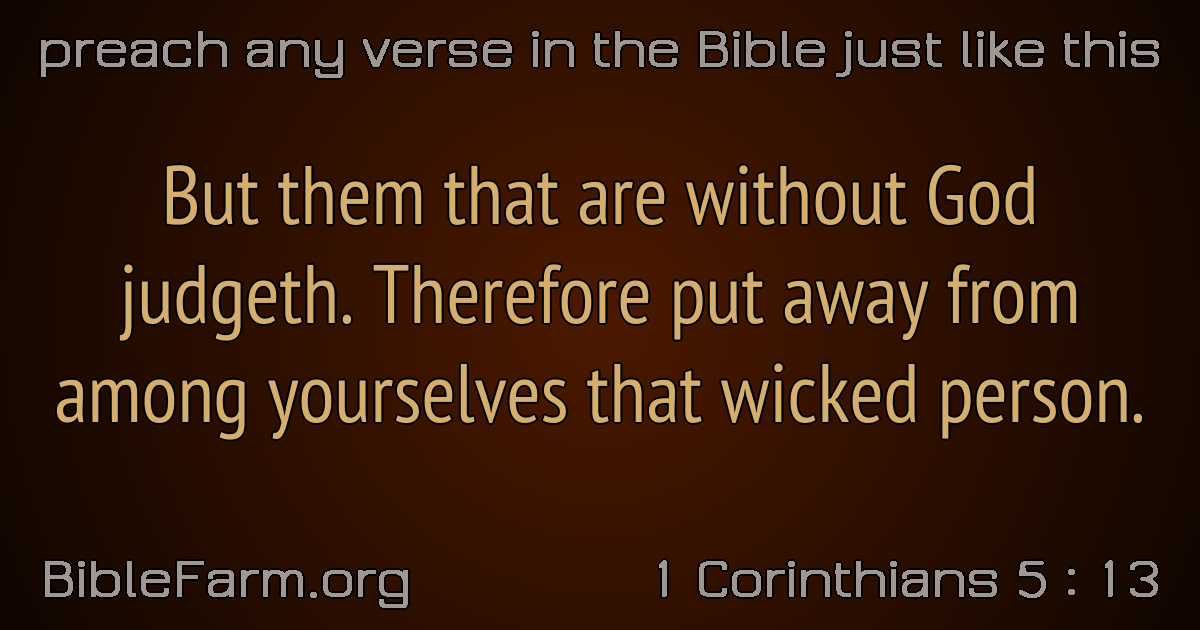 preach any verse in the Bible just like this
But them that are without God
judgeth. Therefore put away from
among yourselves that wicked person.
BibleFarm.org
1 Corinthians 5 : 13